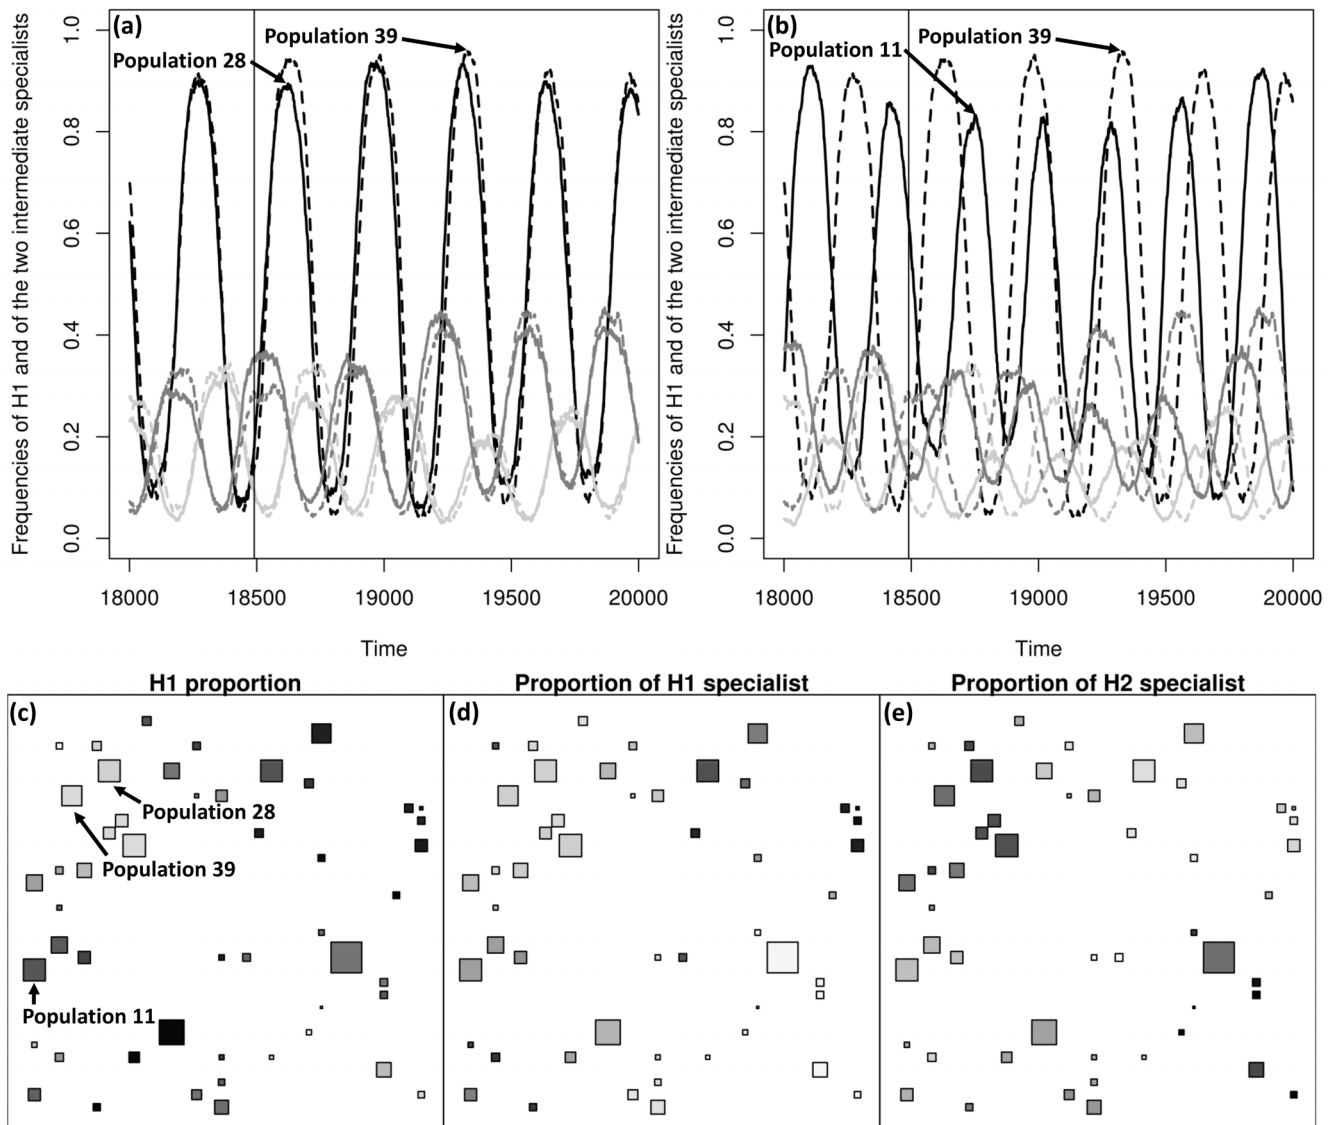 (a)
Population 39
Population 28
Frequencies of H1 and of the two intermediate specialists
1.0
0.8
0.6
0.4
0.2
0.0
18000 18500 19000 19500 20000
Time
(b)
Population 39
Population 11
Frequencies of H1 and of the two intermediate specialists
1.0
0.8
0.6
0.4
0.2
0.0
18000 18500 19000 19500 20000
Time
H1 proportion
(c)
Population 28
Population 39
Population 11
Proportion of H1 specialist
(d)
Proportion of H2 specialist
(e)